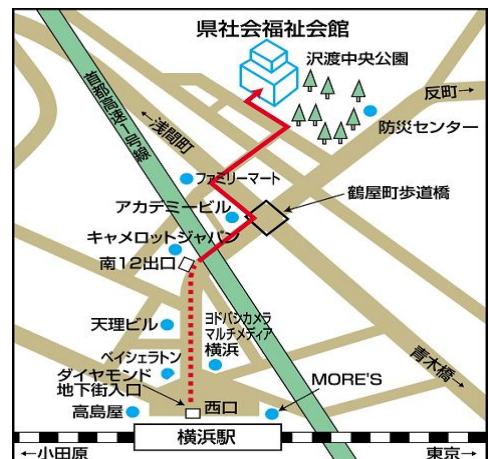 県社会福祉会館
沢渡中央公園
反町→
防災センター
首都高速1号線
←浅間町
ファミリーマート
鶴屋町歩道橋
アカデミービル
キャメロットジャパン
南12出口
天理ビル
ヨドバシカメラ
マルチメディア
横浜
ベイシェラトン
ダイヤモンド
地下街入口
青木橋→
MORE'S
高島屋
西口
横浜駅
←小田原
東京→